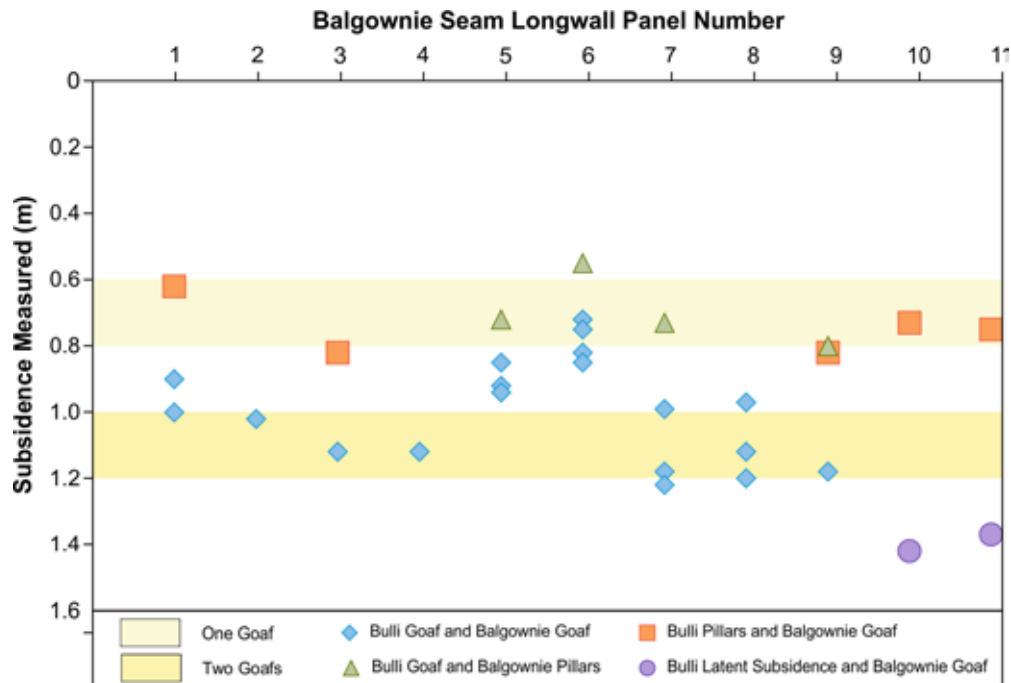 Balgownie Seam Longwall Panel Number
1 2 3 4 5 6 7 8 9 10 11
Subsidence Measured (m)
0
0.2
0.4
0.6
0.8
1.0
1.2
1.4
1.6
One Goaf
Bulli Goaf and Balgownie Goaf
Bulli Pillars and Balgownie Goaf
Two Goafs
Bulli Goaf and Balgownie Pillars
Bulli Latent Subsidence and Balgownie Goaf